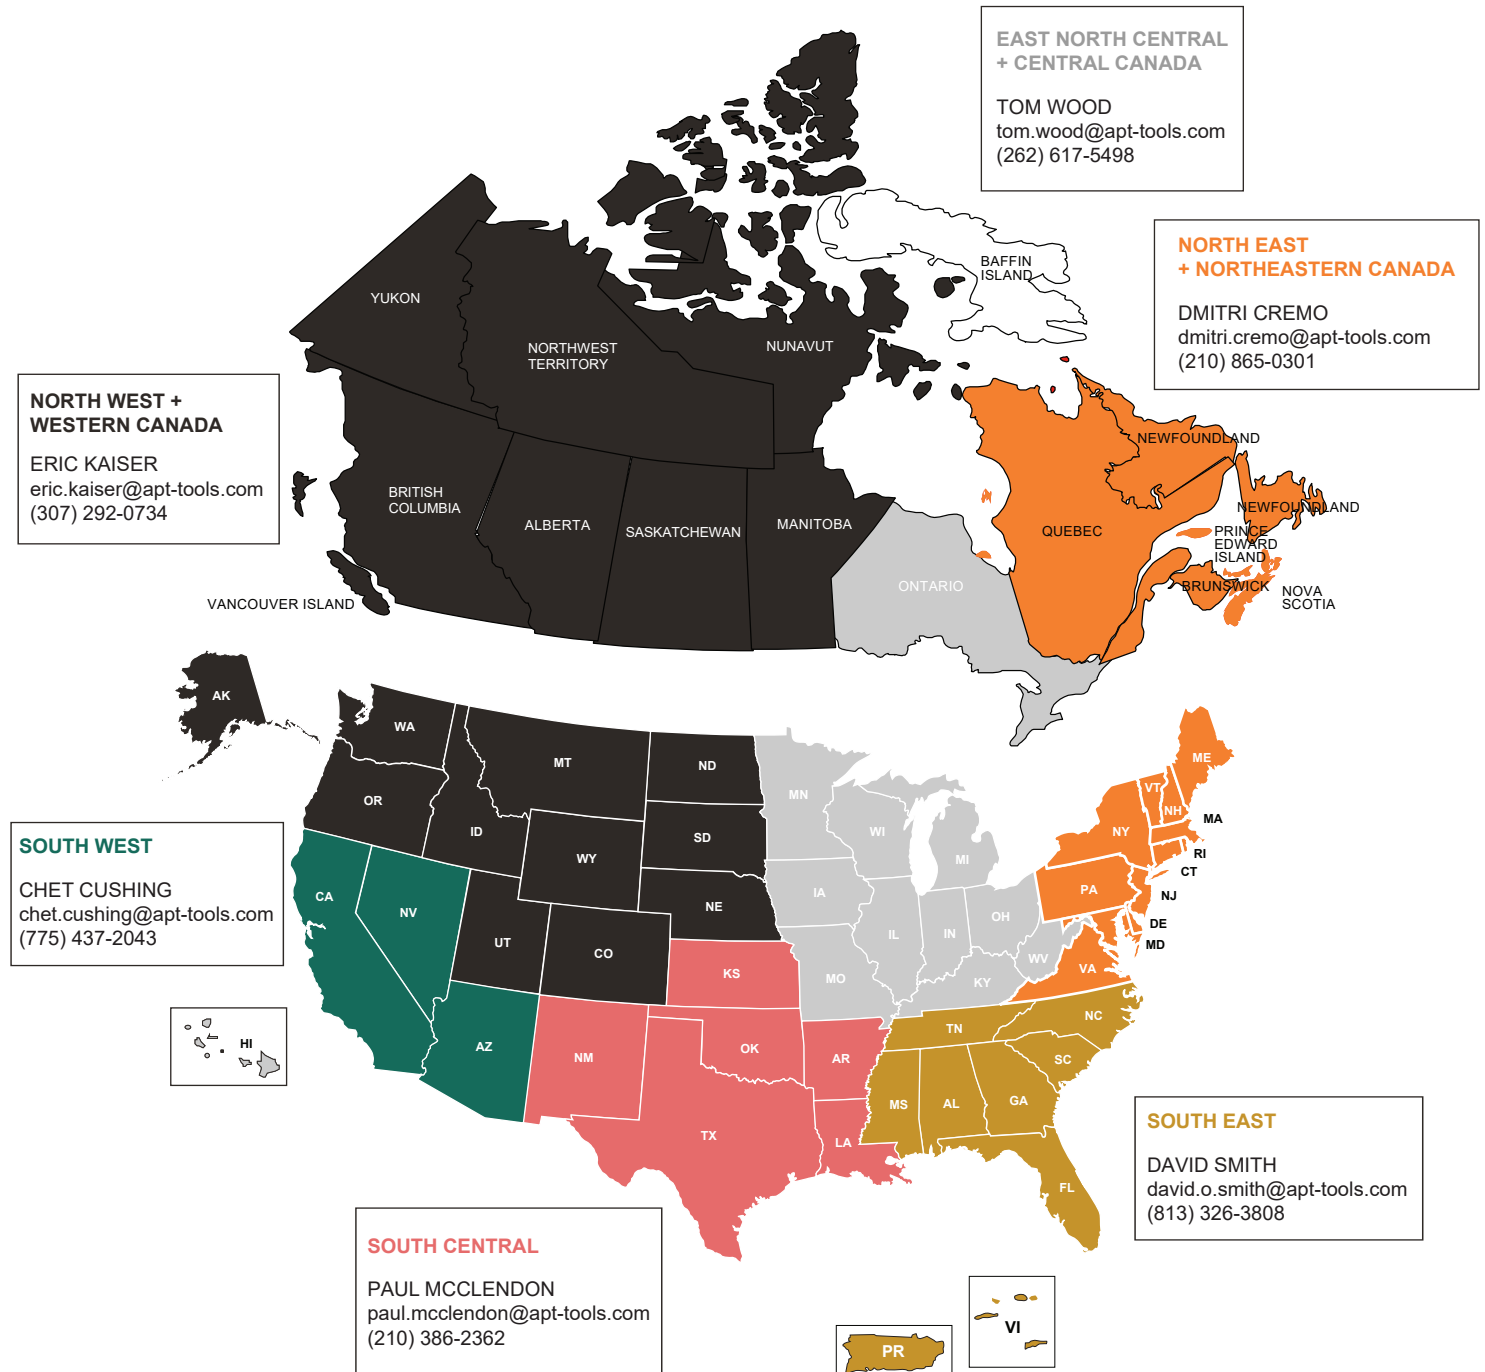 EAST NORTH CENTRAL
+ CENTRAL CANADA
TOM WOOD
tom.wood@apt-tools.com
(262) 617-5498
NORTH EAST
+ NORTHEASTERN CANADA
DMITRI CREMO
dmitri.cremo@apt-tools.com
(210) 865-0301
BAFFIN
ISLAND
YUKON
NORTHWEST
TERRITORY
NUNAVUT
NORTH WEST +
WESTERN CANADA
ERIC KAISER
eric.kaiser@apt-tools.com
(307) 292-0734
BRITISH
COLUMBIA
ALBERTA
SASKATCHEWAN
MANITOBA
ONTARIO
QUEBEC
NEWFOUNDLAND
NEWFOUNDLAND
PRINCE
EDWARD
ISLAND
BRUNSWICK
NOVA
SCOTIA
VANCOUVER ISLAND
AK
WA
MT
ND
MN
ME
VT
NH
MA
OR
ID
WY
SD
WI
MI
NY
RI
CT
SOUTH WEST
CHET CUSHING
chet.cushing@apt-tools.com
(775) 437-2043
CA
NV
UT
CO
NE
IA
IL
IN
OH
PA
NJ
DE
MD
WV
VA
KS
MO
KY
HI
AZ
NM
OK
AR
TN
NC
SC
MS
AL
GA
TX
LA
FL
SOUTH EAST
DAVID SMITH
david.o.smith@apt-tools.com
(813) 326-3808
SOUTH CENTRAL
PAUL MCCLENDON
paul.mcclendon@apt-tools.com
(210) 386-2362
VI
PR